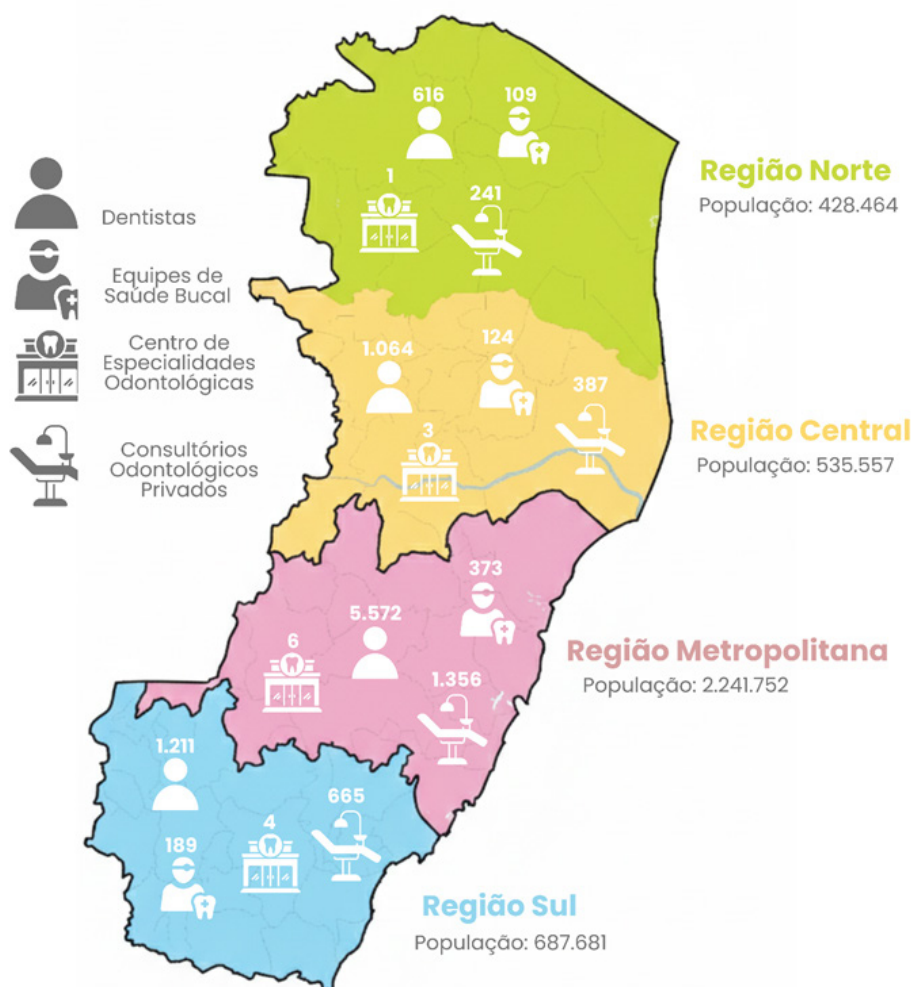 616
109
1
241
Região Norte
População: 428.464
Dentistas
Equipes de
Saúde Bucal
Centro de
Especialidades
Odontológicas
Consultórios
Odontológicos
Privados
1.064
124
387
3
Região Central
População: 535.557
373
5.572
6
1.356
Região Metropolitana
População: 2.241.752
1.211
665
4
189
Região Sul
População: 687.681